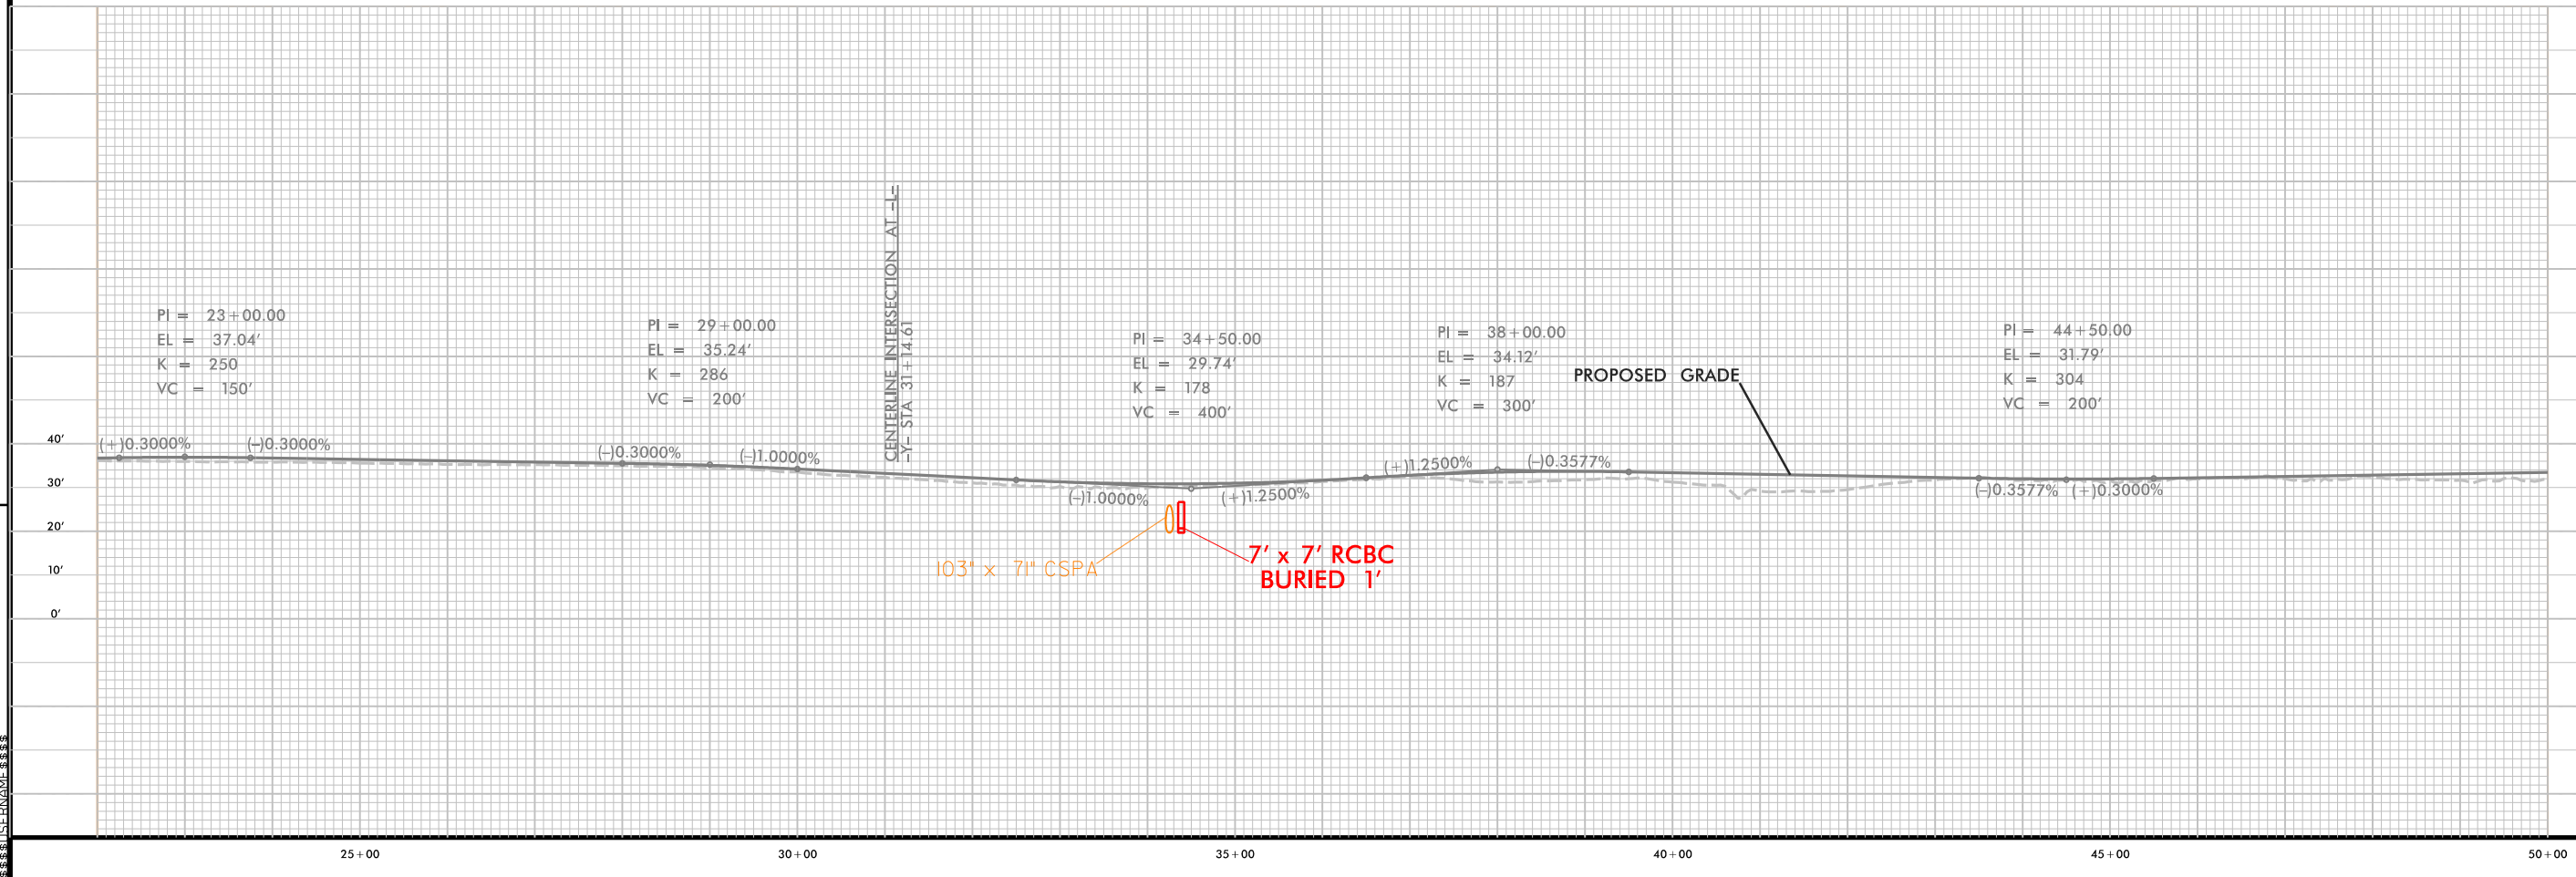 CENTERLINE INTERSECTION AT -L-
-Y- STA 31+14.61
PI = 23+00.00
EL = 37.04'
K = 250
VC = 150'
PI = 29+00.00
EL = 35.24'
K = 286
VC = 200'
PI = 34+50.00
EL = 29.74'
K = 178
VC = 400'
PI = 38+00.00
EL = 34.12'
K = 187
VC = 300'
PROPOSED GRADE
PI = 44+50.00
EL = 31.79'
K = 304
VC = 200'
40'
30'
20'
10'
0'
(+)0.3000%
(-)0.3000%
(-)0.3000%
(-)1.0000%
(-)1.0000%
(+)1.2500%
(+)1.2500%
(-)0.3577%
(-)0.3577%
(+)0.3000%
103" x 71" CSPA
7' x 7' RCBC
BURIED 1'
25+00
30+00
35+00
40+00
45+00
50+00